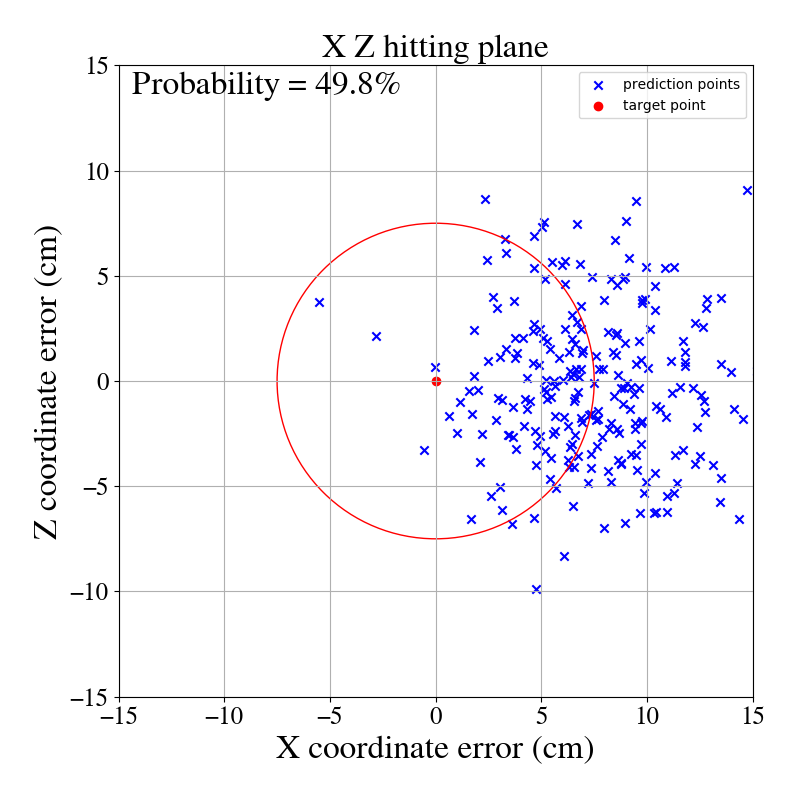 X Z hitting plane
Probability = 49.8%
prediction points
target point
15
10
5
0
−5
−10
−15
−15
−10
−5
0
5
10
15
Z coordinate error (cm)
X coordinate error (cm)